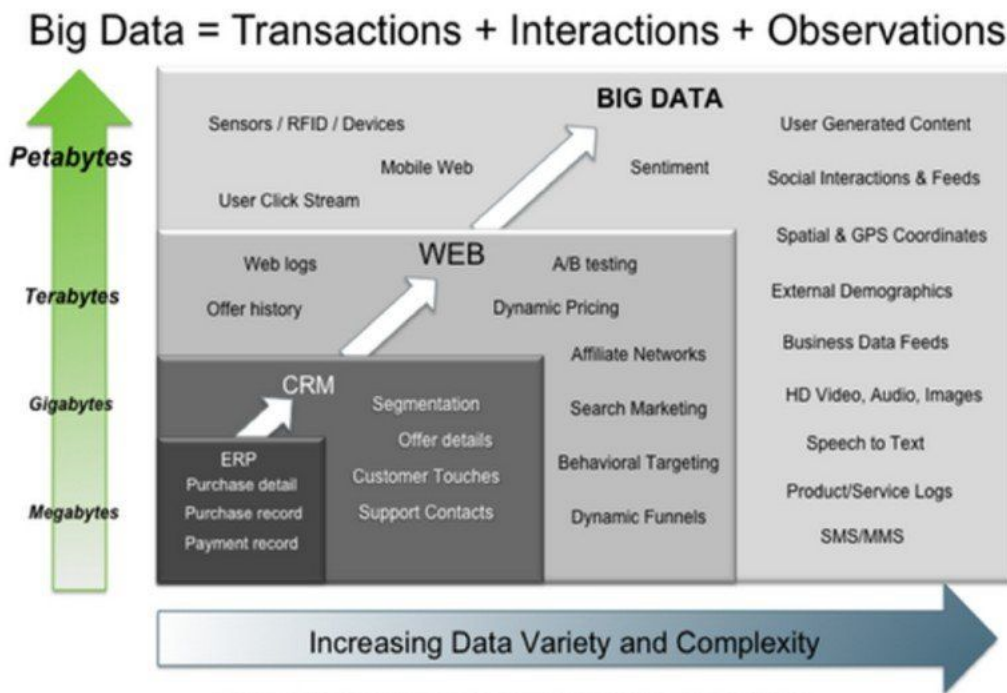 Big Data = Transactions + Interactions + Observations
BIG DATA
Sensors / RFID / Devices
User Generated Content
Petabytes
Mobile Web
Sentiment
Social Interactions & Feeds
User Click Stream
Spatial & GPS Coordinates
WEB
Web logs
A/B testing
Terabytes
External Demographics
Offer history
Dynamic Pricing
Business Data Feeds
Affiliate Networks
CRM
Gigabytes
Segmentation
Search Marketing
HD Video, Audio, Images
Offer details
Speech to Text
ERP
Behavioral Targeting
Purchase detail
Customer Touches
Product/Service Logs
Megabytes
Purchase record
Support Contacts
Dynamic Funnels
SMS/MMS
Payment record
Increasing Data Variety and Complexity